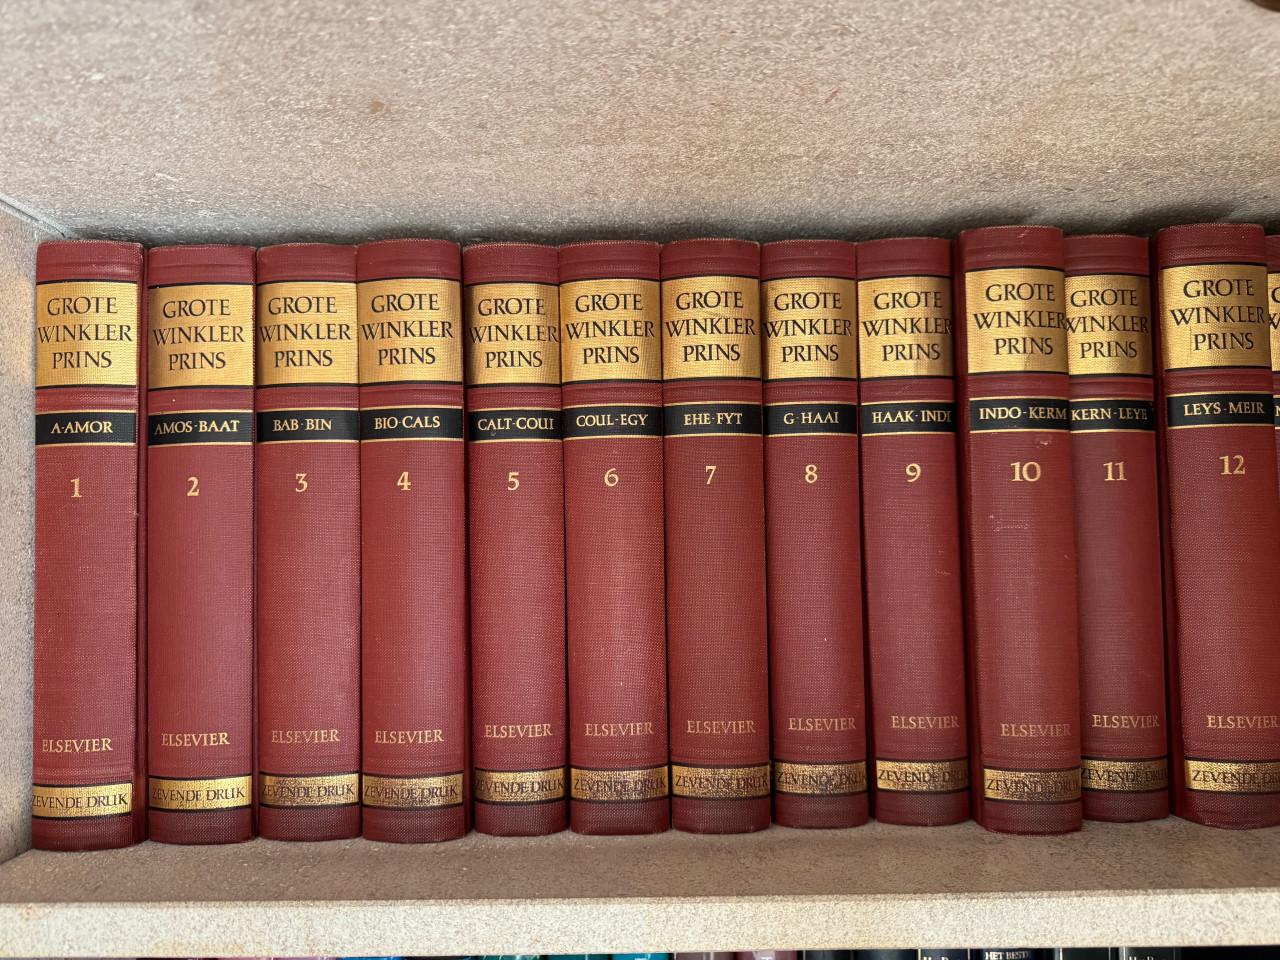 GROTE
WINKLER
PRINS
A-AMOR
1
ELSEVIER
ZEVENDE DRUK
GROTE
WINKLER
PRINS
AMOS-BAAT
2
ELSEVIER
ZEVENDE DRUK
GROTE
WINKLER
PRINS
BAB-BIN
3
ELSEVIER
ZEVENDE DRUK
GROTE
WINKLER
PRINS
BIO-CALS
4
ELSEVIER
ZEVENDE DRUK
GROTE
WINKLER
PRINS
CALT-COUI
5
ELSEVIER
ZEVENDE DRUK
GROTE
WINKLER
PRINS
COUL-EGY
6
ELSEVIER
ZEVENDE DRUK
GROTE
WINKLER
PRINS
EHE-FYT
7
ELSEVIER
ZEVENDE DRUK
GROTE
WINKLER
PRINS
G-HAAI
8
ELSEVIER
ZEVENDE DRUK
GROTE
WINKLER
PRINS
HAAK-INDI
9
ELSEVIER
ZEVENDE DRUK
GROTE
WINKLER
PRINS
INDO-KERM
10
ELSEVIER
ZEVENDE DRUK
GROTE
WINKLER
PRINS
KERN-LEYE
11
ELSEVIER
ZEVENDE DRUK
GROTE
WINKLER
PRINS
LEYS-MEIR
12
ELSEVIER
ZEVENDE DRUK
HET BESTE